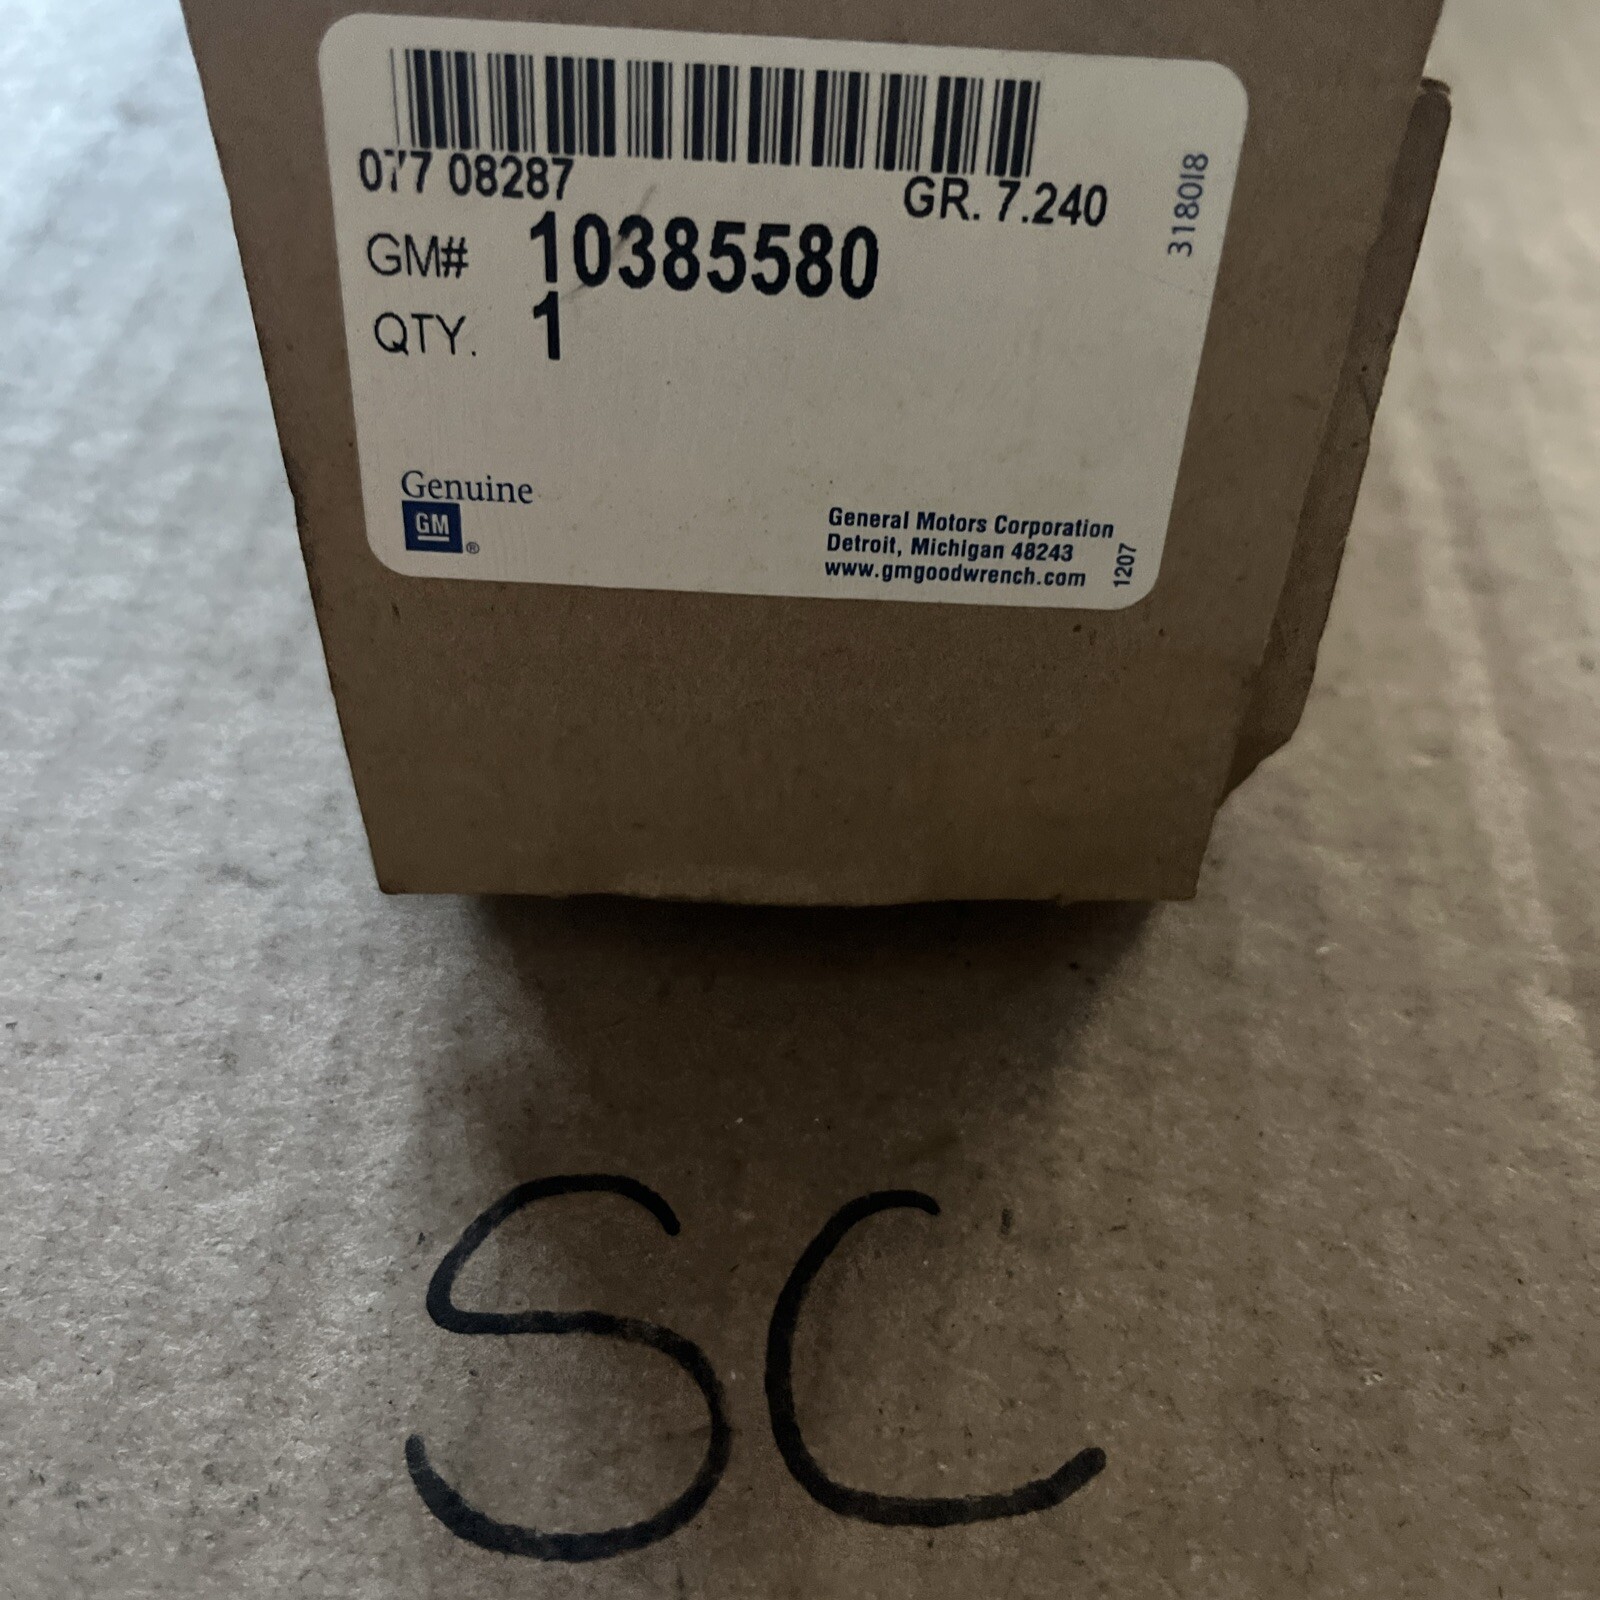 077 08287
GR. 7.240
318018
GM# 10385580
QTY. 1
Genuine
GM ®
General Motors Corporation
Detroit, Michigan 48243
www.gmgoodwrench.com
1207
SC